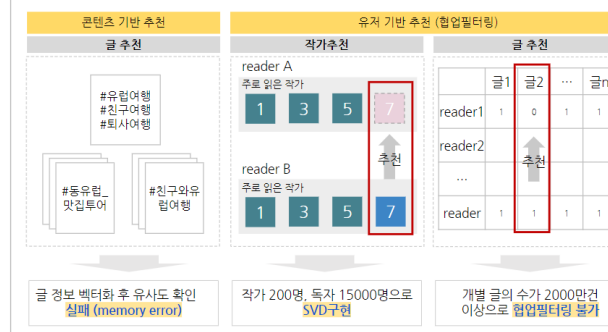 콘텐츠 기반 추천
유저 기반 추천 (협업필터링)
글 추천
작가추천
글 추천
#유럽여행
#친구여행
#퇴사여행
#동유럽_
맛집투어
#친구와유
럽여행
reader A
주로 읽은 작가
1 3 5 7
추천
reader B
주로 읽은 작가
1 3 5 7
글1 글2 … 글n
reader1 1 0 1 1
reader2
추천
…
reader 1 1 1 1
글 정보 벡터화 후 유사도 확인
실패 (memory error)
작가 200명, 독자 15000명으로
SVD구현
개별 글의 수가 2000만건
이상으로 협업필터링 불가